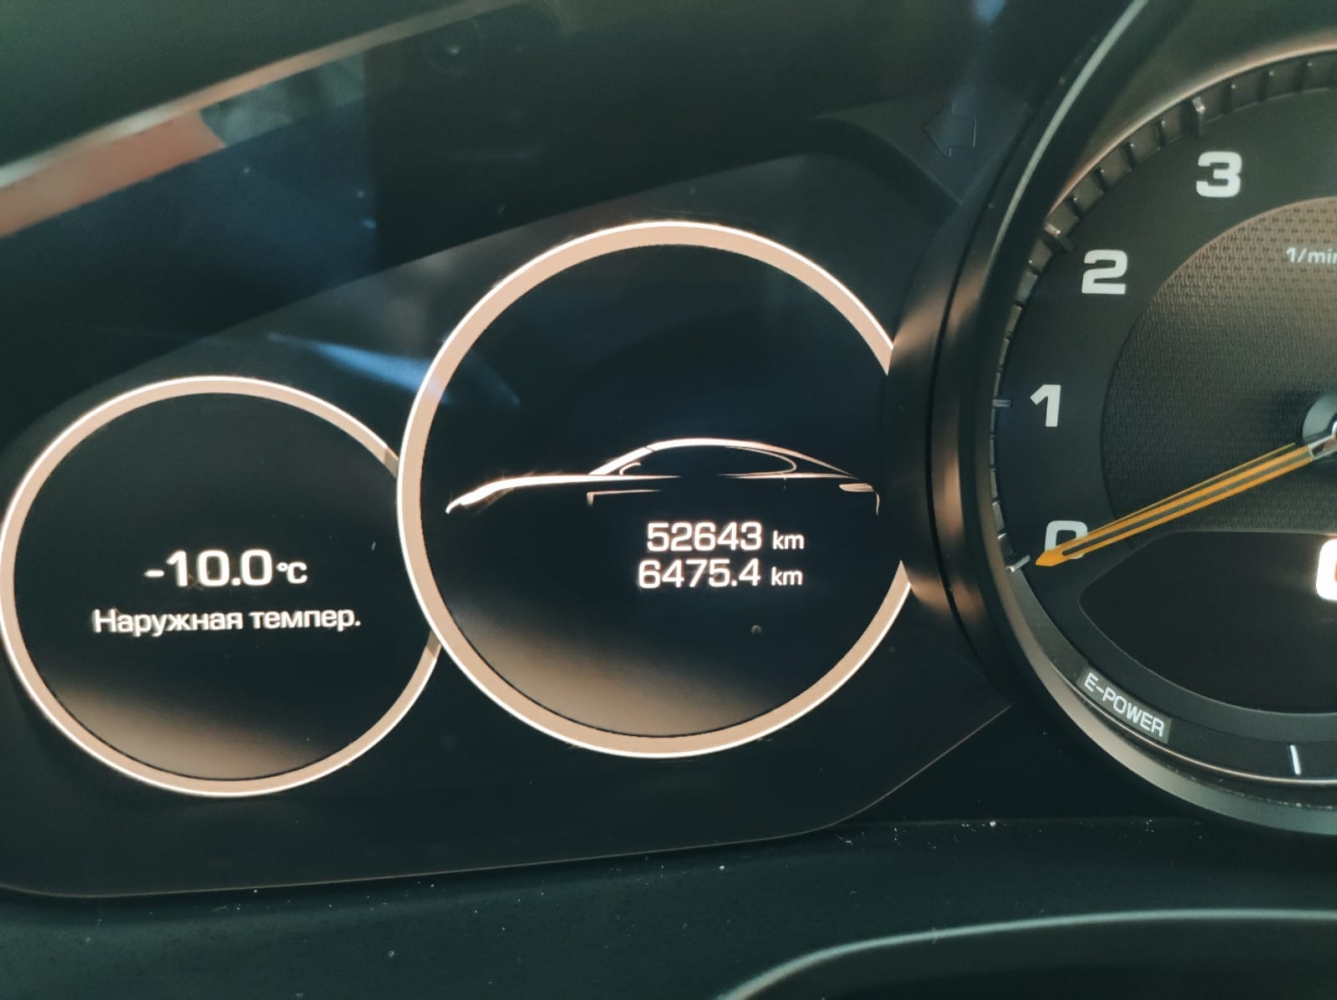 -10.0 °C
Наружная темпер.
52643 km
6475.4 km
3
2
1
0
1/min
E-POWER